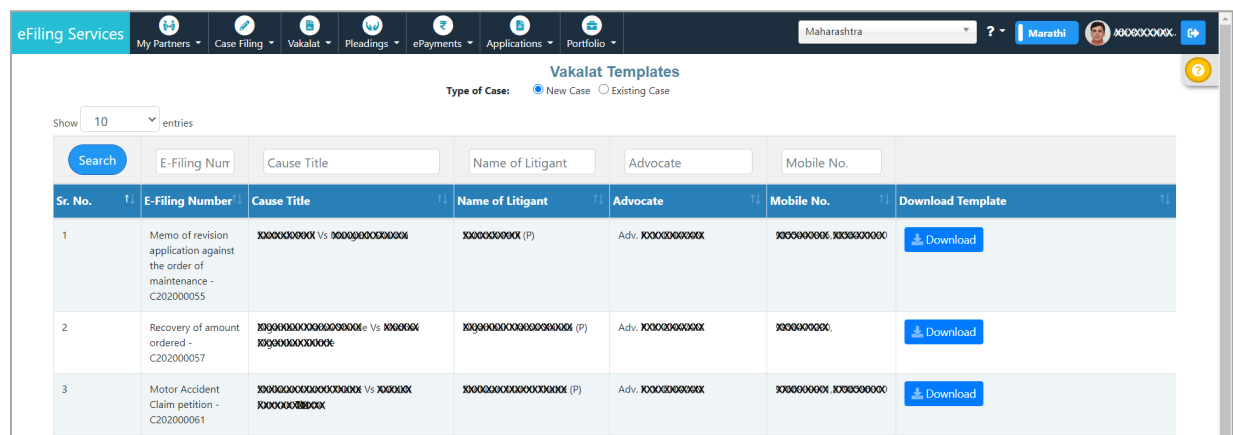 eFiling Services
My Partners
Case Filing
Vakalat
Pleadings
ePayments
Applications
Portfolio
Maharashtra
?
Marathi
Vakalat Templates
Type of Case: New Case Existing Case
Show 10 entries
Search E-Filing Num Cause Title Name of Litigant Advocate Mobile No.
Sr. No. E-Filing Number Cause Title Name of Litigant Advocate Mobile No. Download Template
1 Memo of revision Vs (P) Adv. Download
application against
the order of
maintenance -
C202000055
2 Recovery of amount Vs (P) Adv. Download
ordered -
C202000057
3 Motor Accident Vs (P) Adv. Download
Claim petition -
C202000061